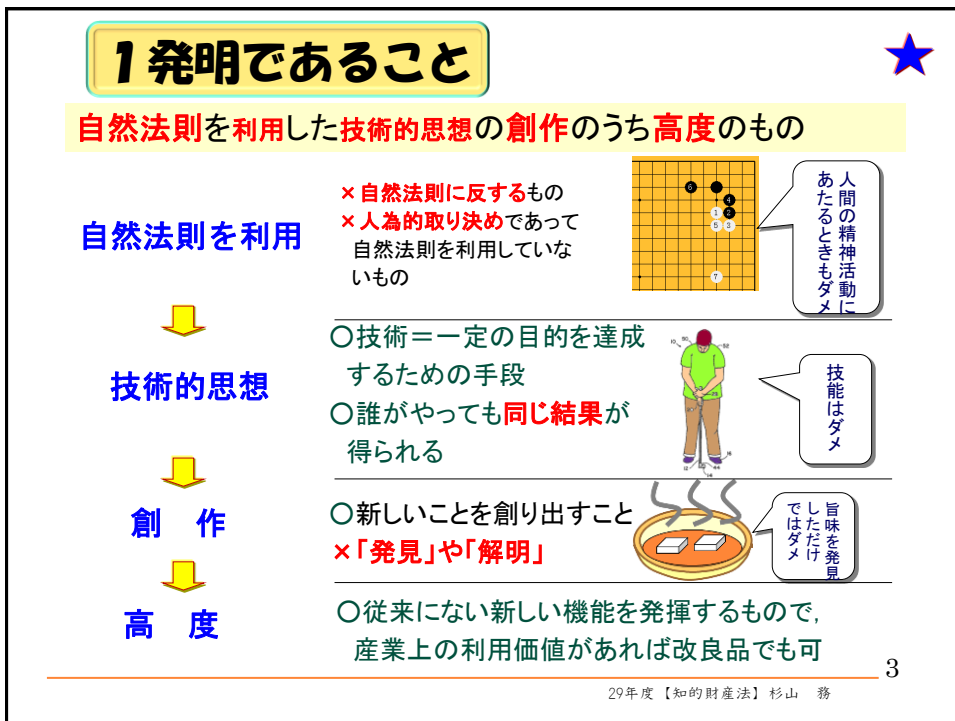 1発明であること
自然法則を利用した技術的思想の創作のうち高度のもの
自然法則を利用
×自然法則に反するもの
×人為的取り決めであって
自然法則を利用していな
いもの
6
4
1 2
5 3
7
人間の精神活動に
あたるときもダメ
技術的思想
〇技術＝一定の目的を達成
するための手段
〇誰がやっても同じ結果が
得られる
技能はダメ
創 作
〇新しいことを創り出すこと
×「発見」や「解明」
旨味を発見
しただけ
ではダメ
高 度
〇従来にない新しい機能を発揮するもので，
産業上の利用価値があれば改良品でも可
3
29年度【知的財産法】杉山 務